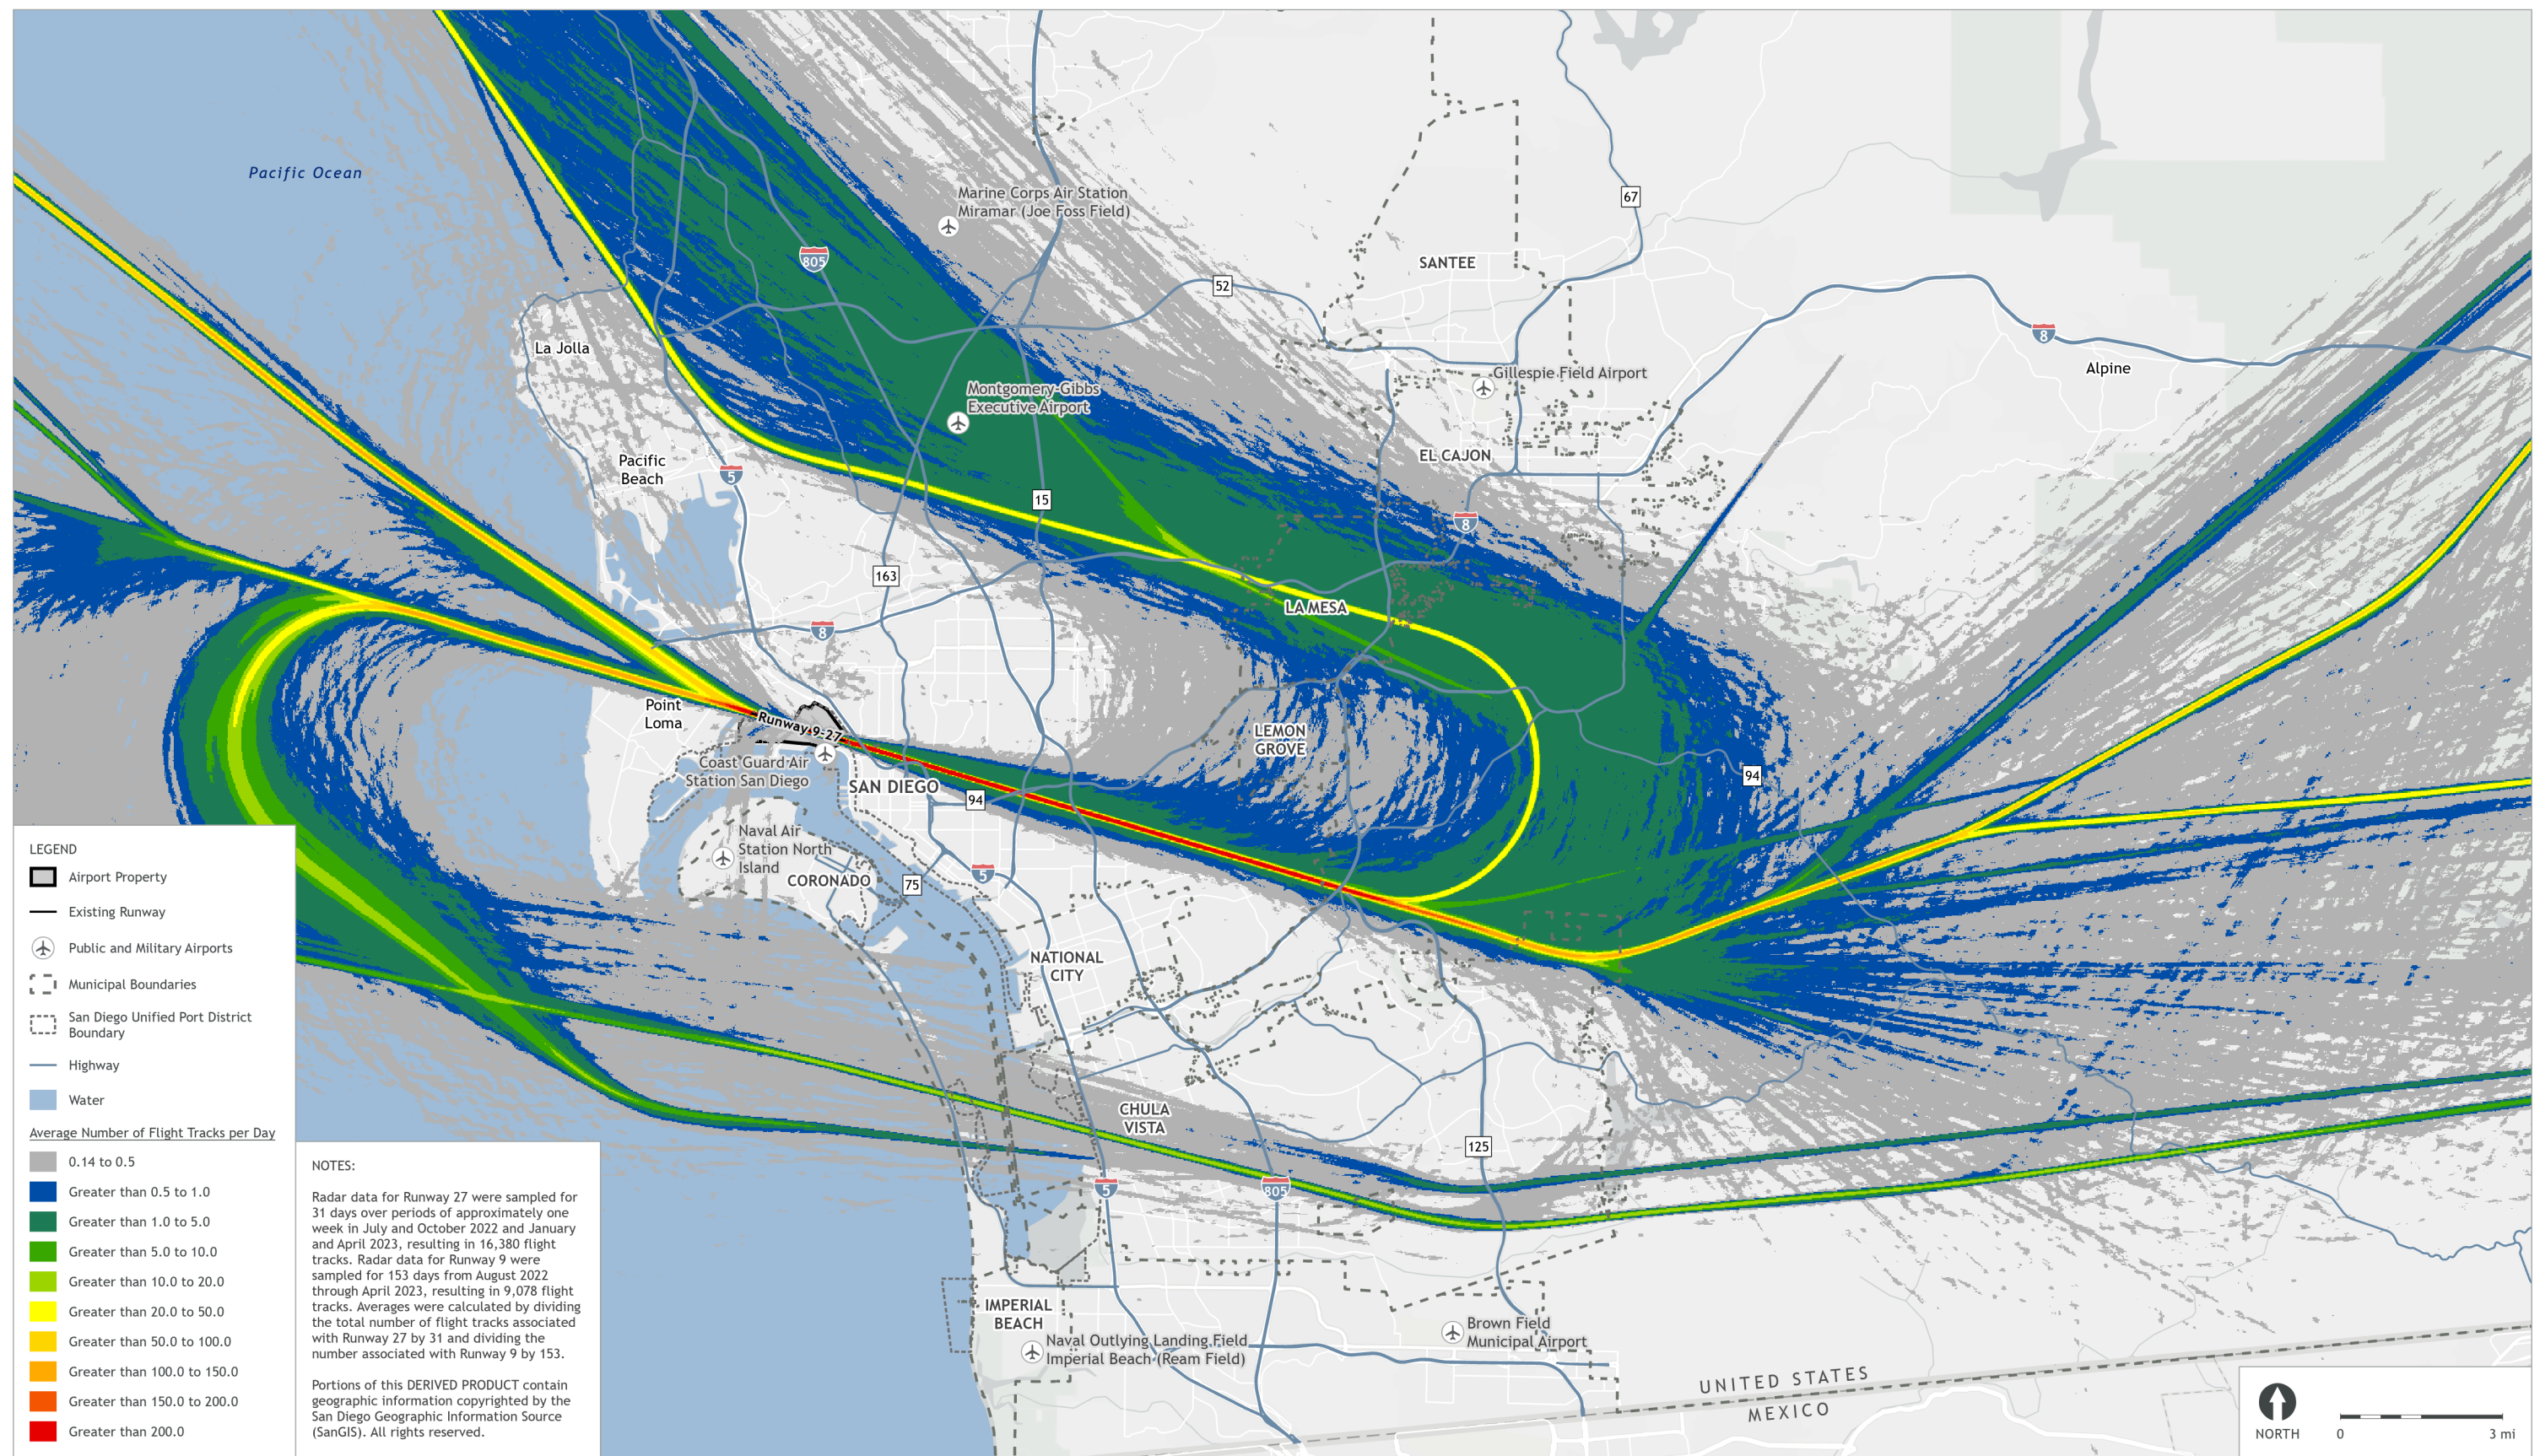 Pacific Ocean
Marine Corps Air Station
Miramar (Joe Foss Field)
67
805
SANTEE
52
8
La Jolla
Alpine
Gillespie Field Airport
Montgomery-Gibbs
Executive Airport
EL CAJON
Pacific
Beach
5
15
8
163
LA MESA
8
Point
Loma
Runway 9-27
LEMON
GROVE
Coast Guard Air
Station San Diego
SAN DIEGO
94
94
Naval Air
Station North
Island
CORONADO
75
5
NATIONAL
CITY
CHULA
VISTA
125
5
805
IMPERIAL
BEACH
Naval Outlying Landing Field
Imperial Beach (Ream Field)
Brown Field
Municipal Airport
UNITED STATES
MEXICO
LEGEND
Airport Property
Existing Runway
Public and Military Airports
Municipal Boundaries
San Diego Unified Port District
Boundary
Highway
Water
Average Number of Flight Tracks per Day
0.14 to 0.5
Greater than 0.5 to 1.0
Greater than 1.0 to 5.0
Greater than 5.0 to 10.0
Greater than 10.0 to 20.0
Greater than 20.0 to 50.0
Greater than 50.0 to 100.0
Greater than 100.0 to 150.0
Greater than 150.0 to 200.0
Greater than 200.0
NOTES:
Radar data for Runway 27 were sampled for
31 days over periods of approximately one
week in July and October 2022 and January
and April 2023, resulting in 16,380 flight
tracks. Radar data for Runway 9 were
sampled for 153 days from August 2022
through April 2023, resulting in 9,078 flight
tracks. Averages were calculated by dividing
the total number of flight tracks associated
with Runway 27 by 31 and dividing the
number associated with Runway 9 by 153.
Portions of this DERIVED PRODUCT contain
geographic information copyrighted by the
San Diego Geographic Information Source
(SanGIS). All rights reserved.
NORTH
0
3 mi